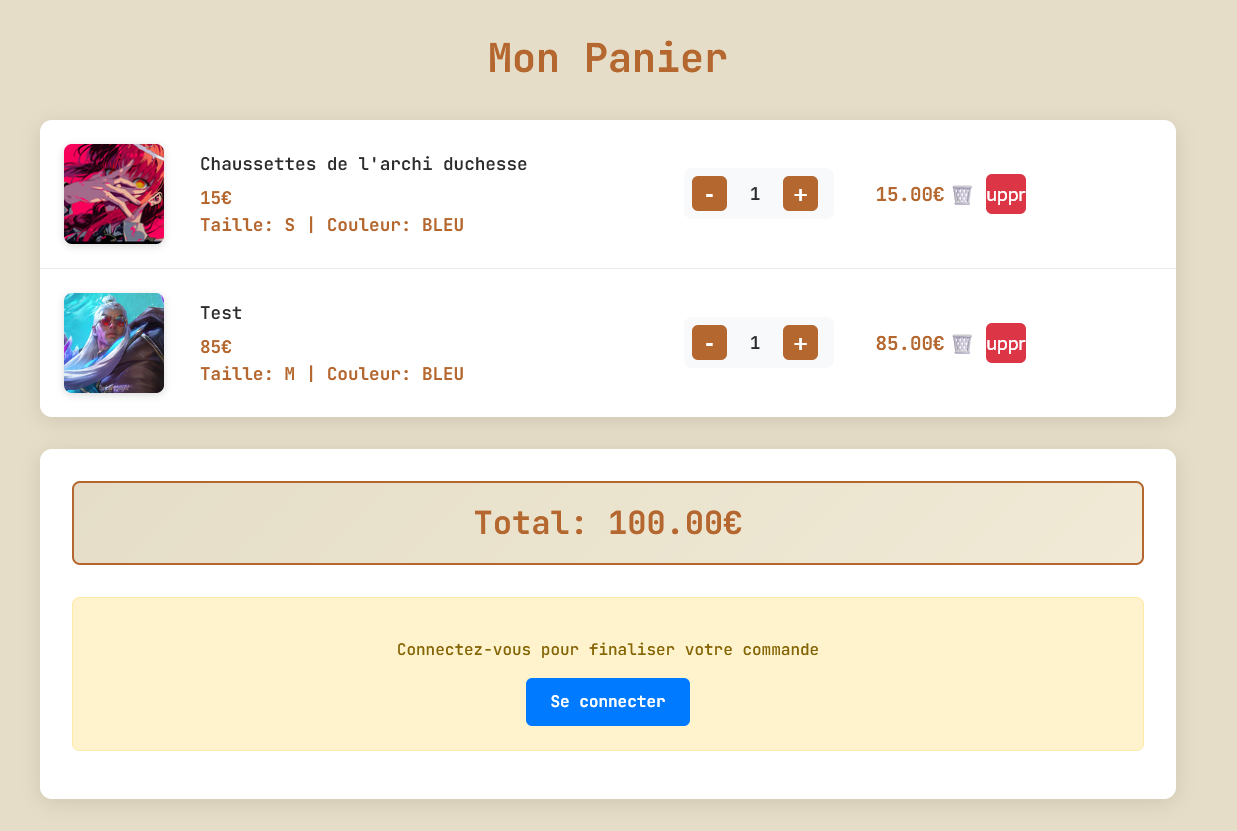 Mon Panier
Chaussettes de l'archi duchesse
15€
Taille: S | Couleur: BLEU
- 1 +
15.00€
uppr
Test
85€
Taille: M | Couleur: BLEU
- 1 +
85.00€
uppr
Total: 100.00€
Connectez-vous pour finaliser votre commande
Se connecter